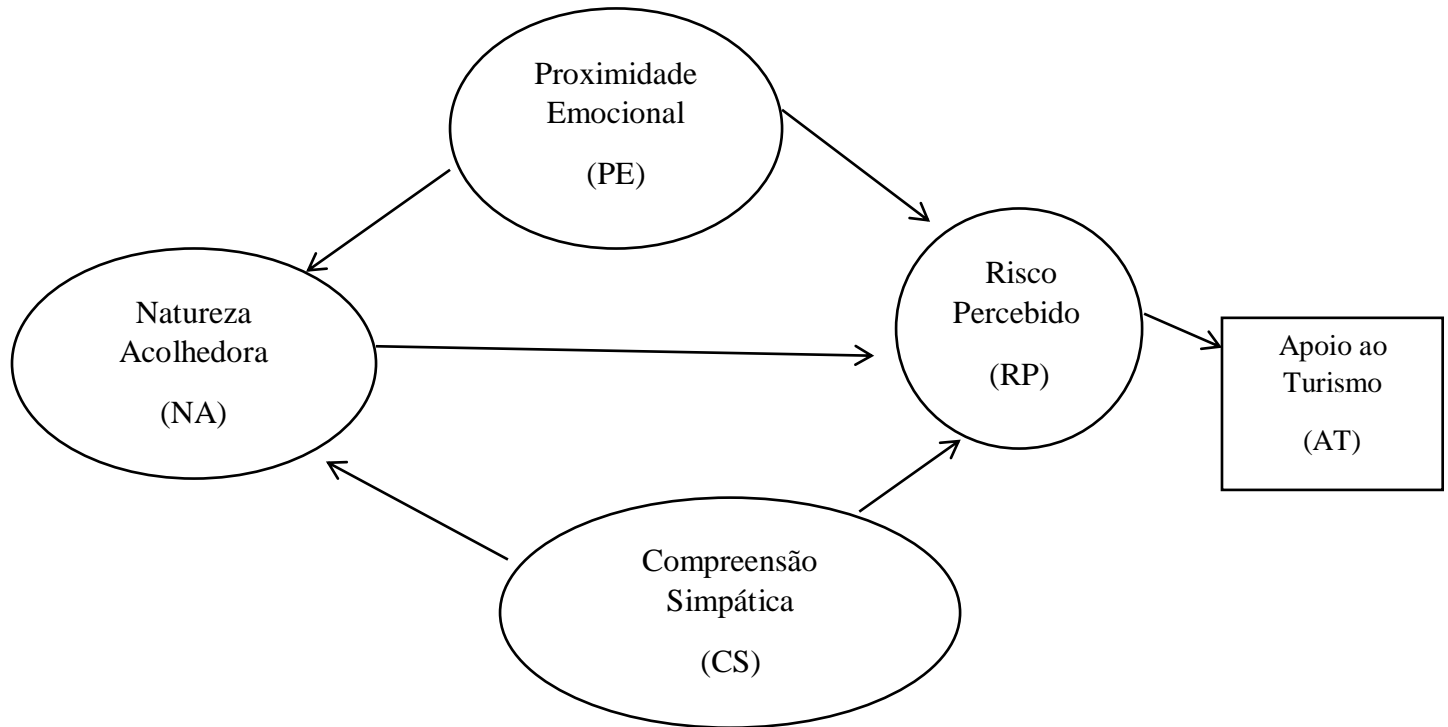 Proximidade
Emocional
(PE)
Natureza
Acolhedora
(NA)
Risco
Percebido
(RP)
Apoio ao
Turismo
(AT)
Compreensão
Simpática
(CS)